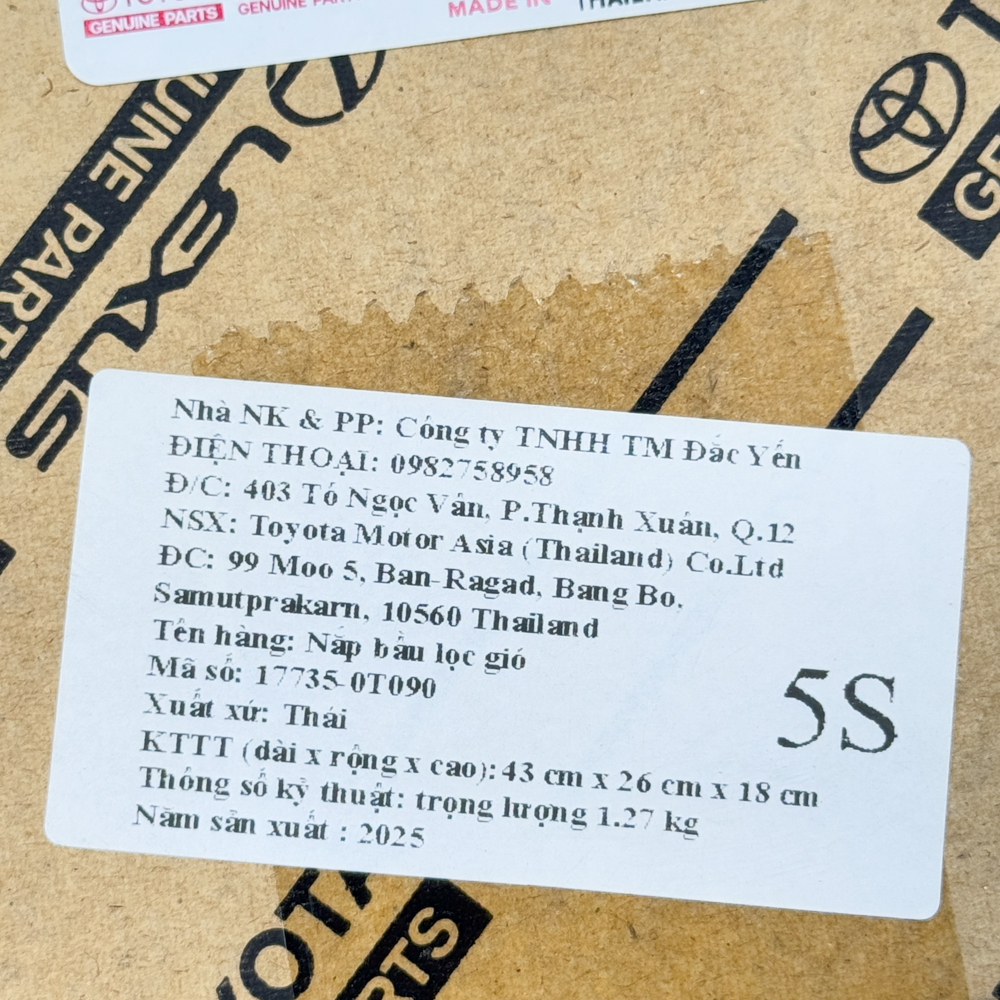 GENUINE PARTS
MADE IN
GENUINE PARTS
LEXUS
Nhà NK & PP: Công ty TNHH TM Đắc Yến
ĐIỆN THOẠI: 0982758958
Đ/C: 403 Tô Ngọc Vân, P.Thạnh Xuân, Q.12
NSX: Toyota Motor Asia (Thailand) Co.Ltd
ĐC: 99 Moo 5, Ban-Ragad, Bang Bo,
Samutprakarn, 10560 Thailand
Tên hàng: Nắp bầu lọc gió
Mã số: 17735-0T090
Xuất xứ: Thái
KTTT (dài x rộng x cao): 43 cm x 26 cm x 18 cm
Thông số kỹ thuật: trọng lượng 1.27 kg
Năm sản xuất : 2025
5S